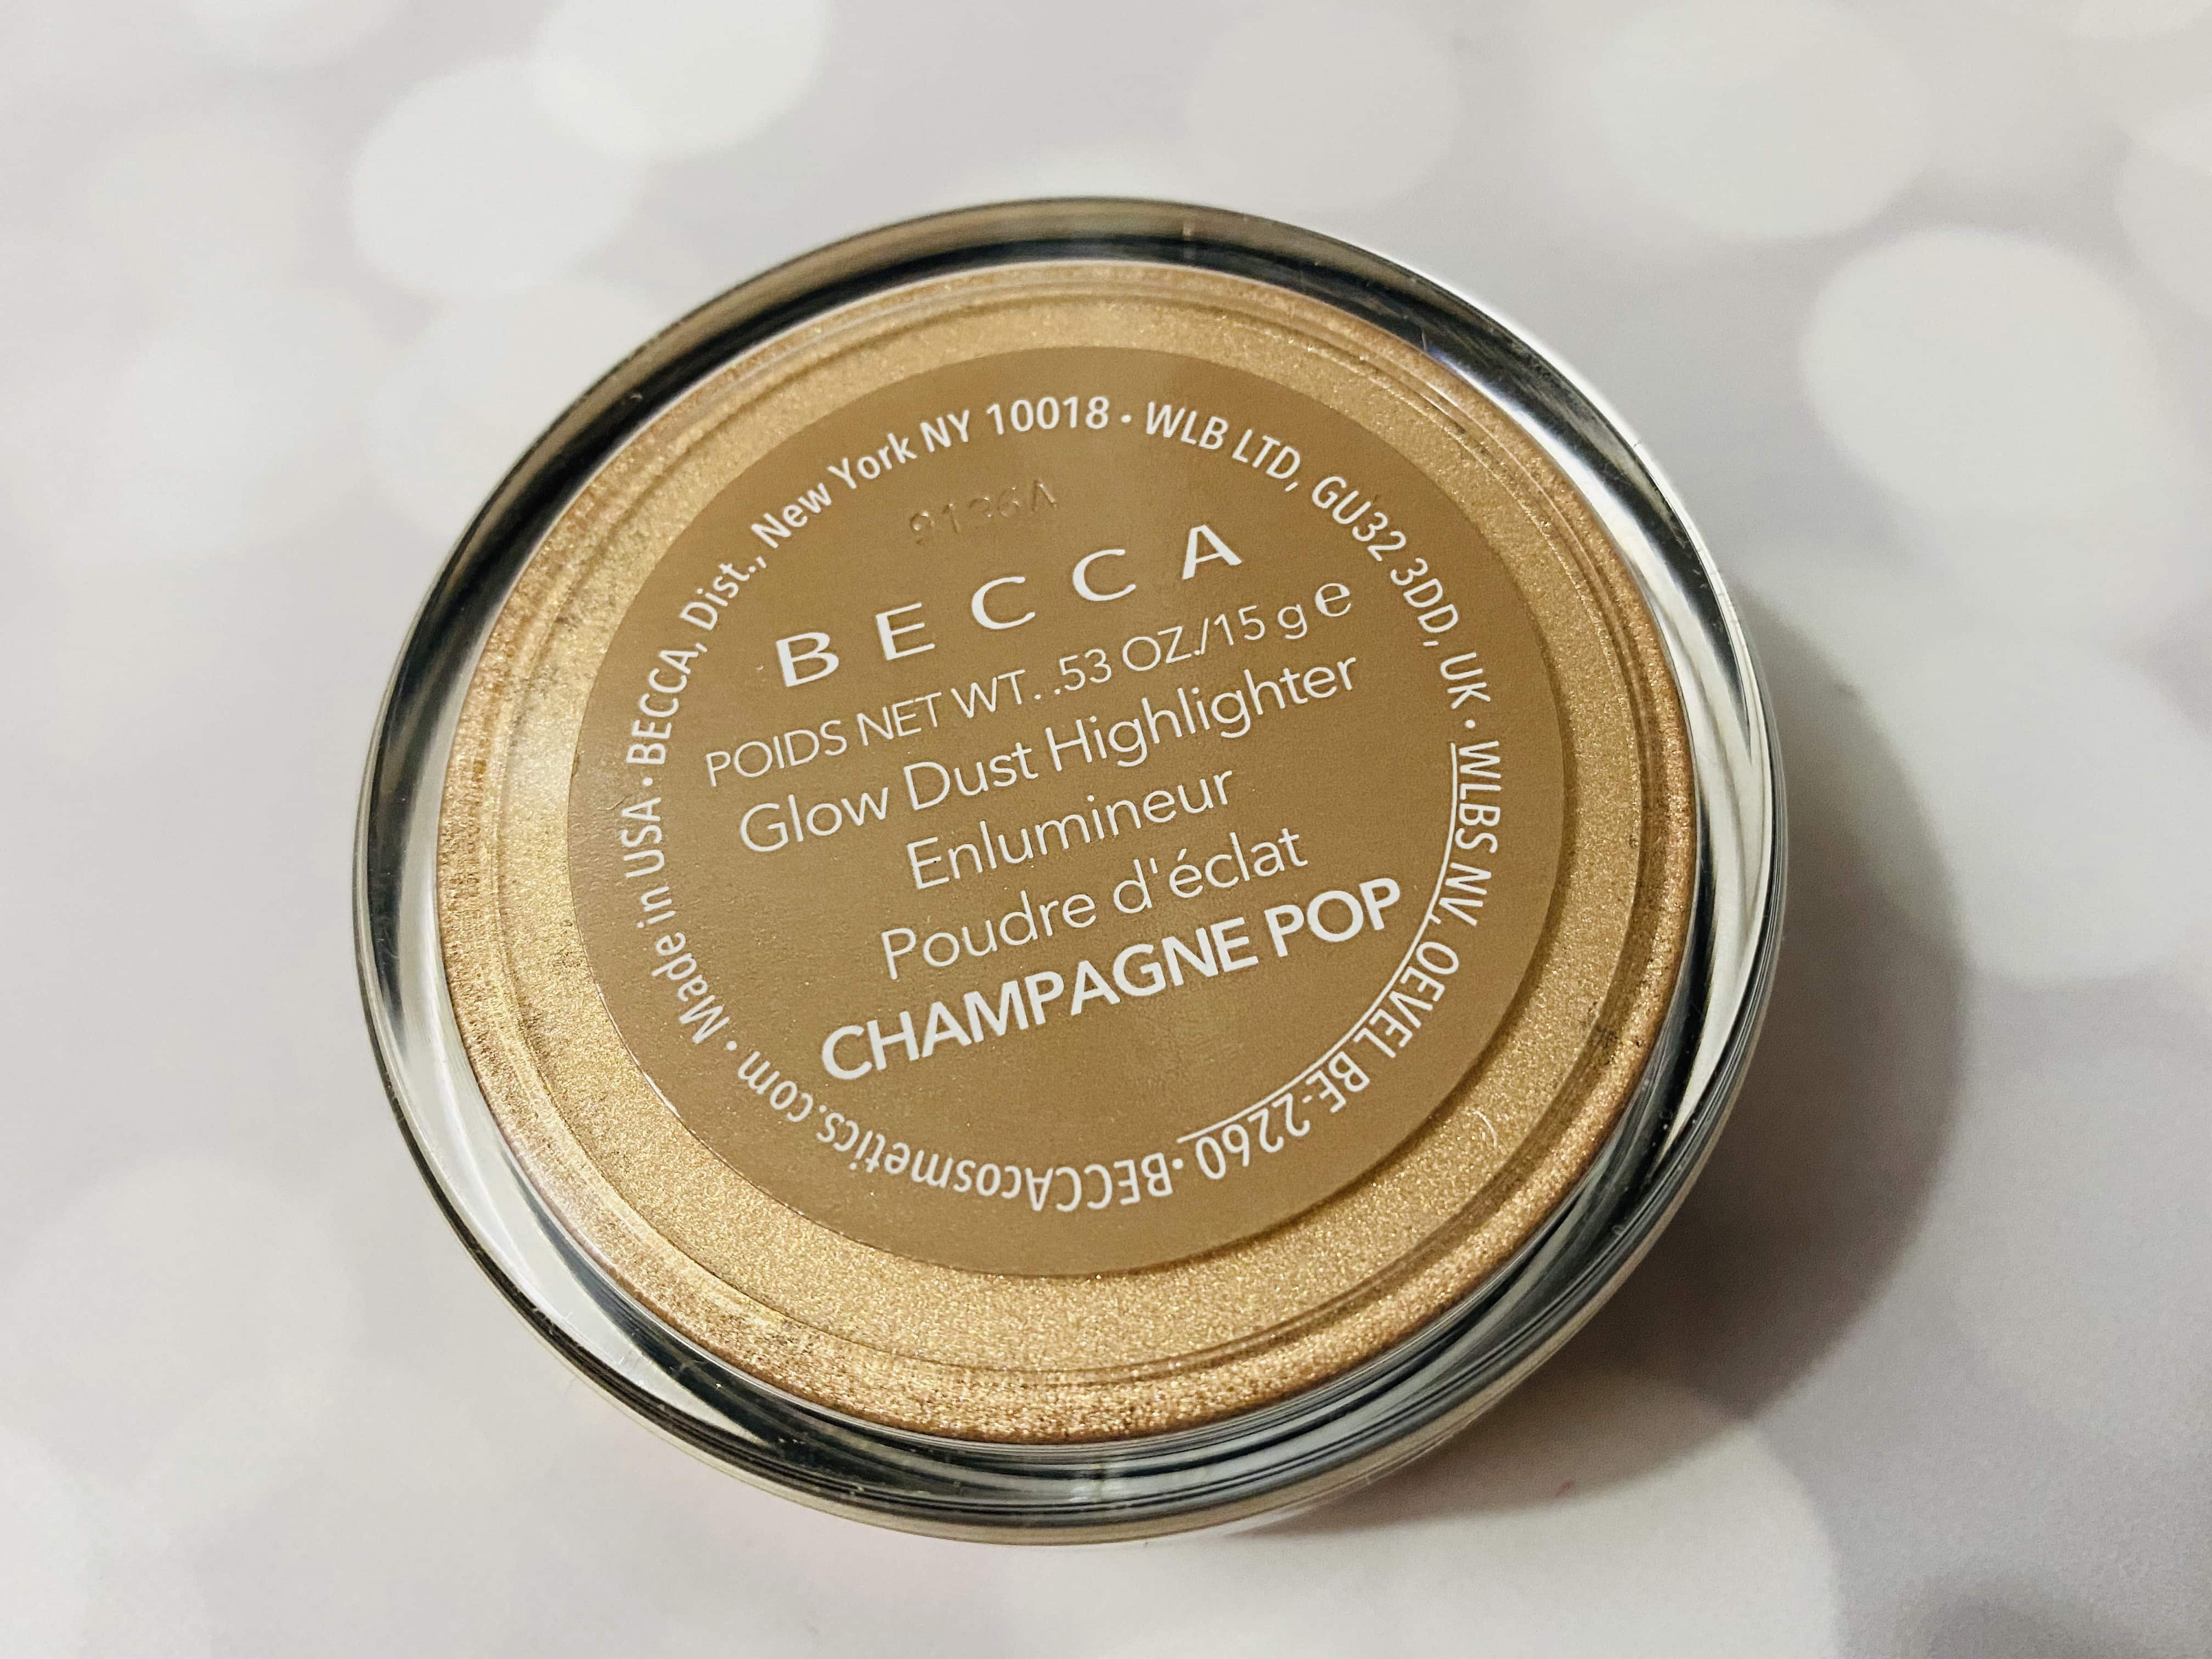 9136A
BECCA
POIDS NET WT. .53 OZ./15 g e
Glow Dust Highlighter
Enlumineur
Poudre d'éclat
CHAMPAGNE POP
Made in USA • BECCA, Dist., New York NY 10018 • WLB LTD, GU32 3DD, UK • WLBS NV, OEVEL BE-2260 • BECCAcosmetics.com •